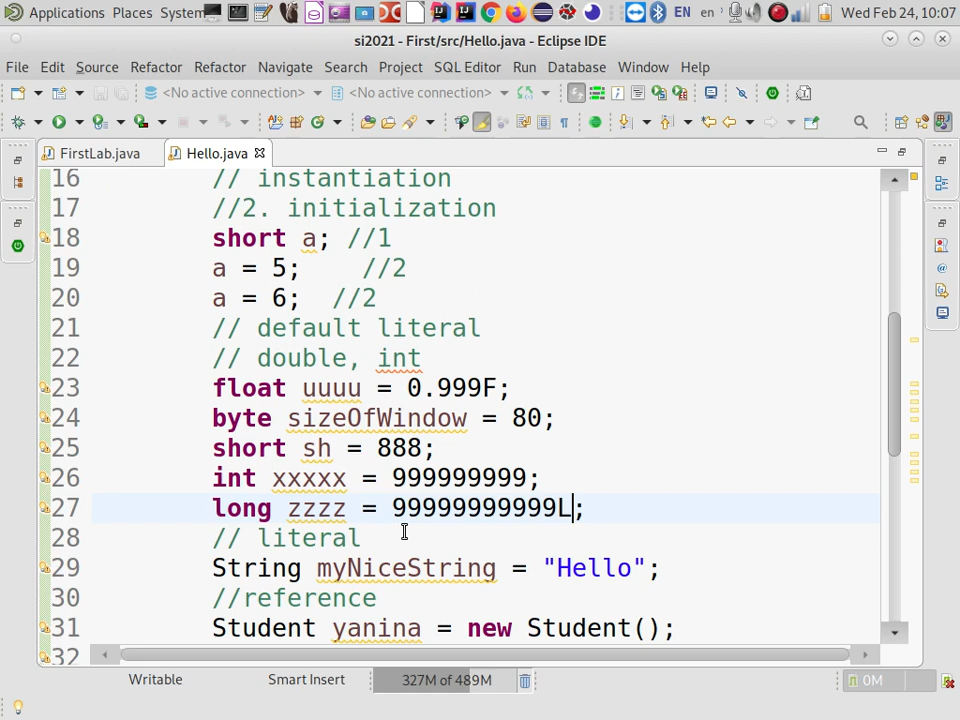 Applications Places System EN en Wed Feb 24, 10:07
si2021 - First/src/Hello.java - Eclipse IDE
File Edit Source Refactor Refactor Navigate Search Project SQL Editor Run Database Window Help
<No active connection> <No active connection>
FirstLab.java Hello.java
16 // instantiation
17 //2. initialization
18 short a; //1
19 a = 5; //2
20 a = 6; //2
21 // default literal
22 // double, int
23 float uuuu = 0.999F;
24 byte sizeOfWindow = 80;
25 short sh = 888;
26 int xxxxx = 999999999;
27 long zzzz = 99999999999L;
28 // literal
29 String myNiceString = "Hello";
30 //reference
31 Student yanina = new Student();
32
Writable Smart Insert 327M of 489M 0M